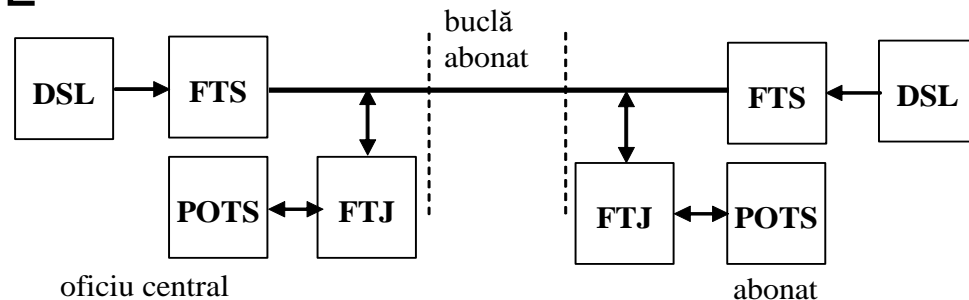 buclă
abonat
DSL
FTS
FTS
DSL
POTS
FTJ
FTJ
POTS
oficiu central
abonat